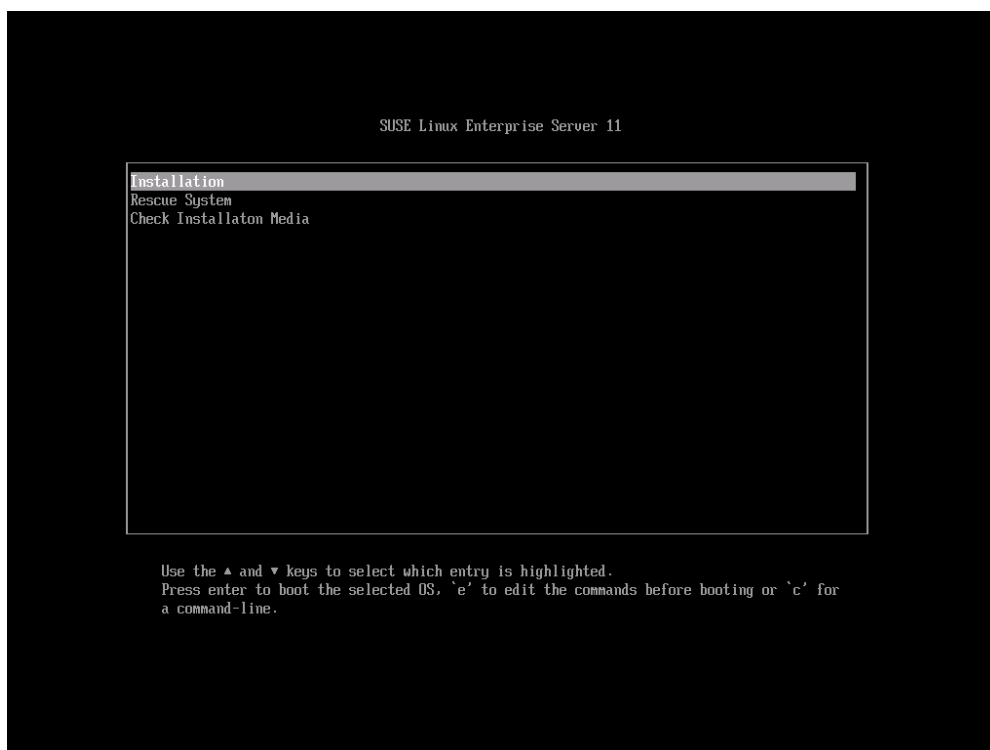 SUSE Linux Enterprise Server 11
Installation
Rescue System
Check Installaton Media
Use the ▲ and ▼ keys to select which entry is highlighted.
Press enter to boot the selected OS, `e' to edit the commands before booting or `c' for
a command-line.